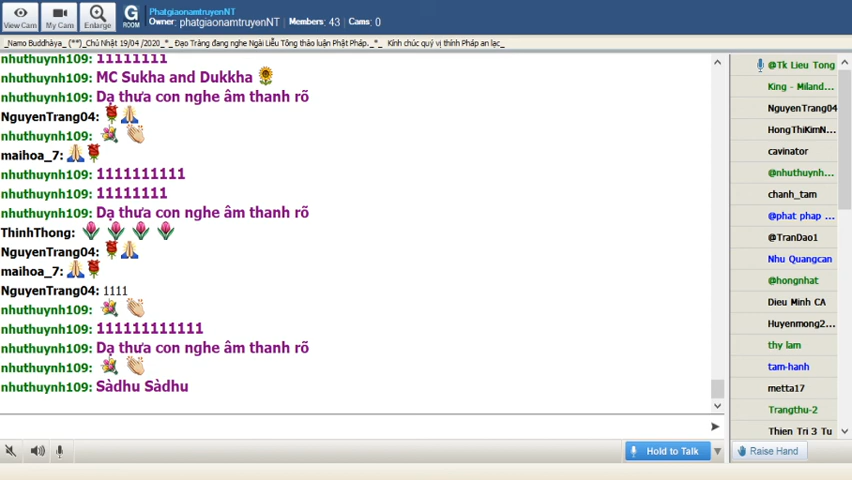 View Cam
My Cam
Enlarge
G
ROOM
PhatgiaonamtruyenNT
Owner: phatgiaonamtruyenNT Members: 43 Cams: 0
_Namo Buddhàya_ (**)_Chủ Nhật 19/04 /2020_*_ Đạo Tràng đang nghe Ngài Liễu Tông thảo luận Phật Pháp._*_ Kính chúc quý vị thính Pháp an lạc_
nhuthuynh109: 11111111
nhuthuynh109: MC Sukha and Dukkha 🌻
nhuthuynh109: Dạ thưa con nghe âm thanh rõ
NguyenTrang04: 🌹🙏
nhuthuynh109: 💐 👏
maihoa_7: 🙏🌹
nhuthuynh109: 1111111111
nhuthuynh109: 11111111
nhuthuynh109: Dạ thưa con nghe âm thanh rõ
ThinhThong: 🌷 🌷 🌷 🌷
NguyenTrang04: 🌹🙏
maihoa_7: 🙏🌹
NguyenTrang04: 1111
nhuthuynh109: 💐 👏
nhuthuynh109: 111111111111
nhuthuynh109: Dạ thưa con nghe âm thanh rõ
nhuthuynh109: 💐 👏
nhuthuynh109: Sàdhu Sàdhu
@Tk Lieu Tong
King - Miland...
NguyenTrang04
HongThiKimN...
cavinator
@nhuthuynh...
chanh_tam
@phat phap ...
@TranDao1
Nhu Quangcan
@hongnhat
Dieu Minh CA
Huyenmong2...
thy lam
tam-hanh
metta17
Trangthu-2
Thien Tri 3 Tu
Hold to Talk
Raise Hand